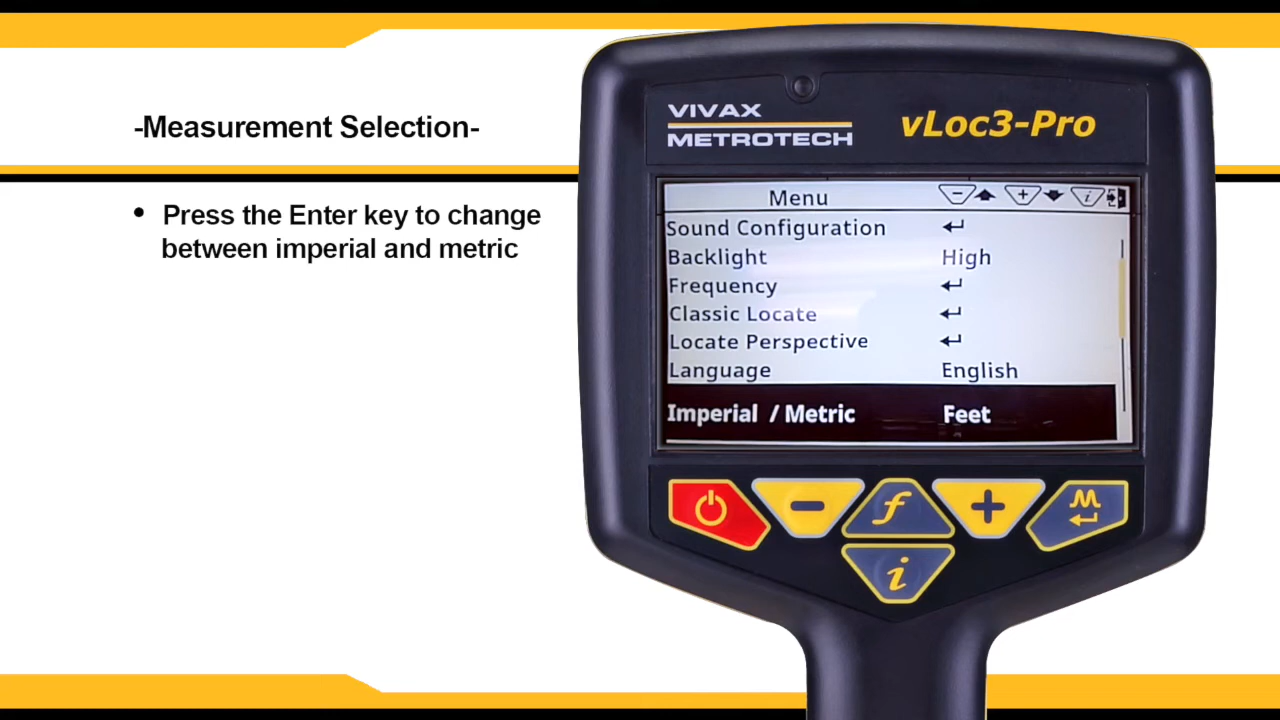 -Measurement Selection-
• Press the Enter key to change
between imperial and metric
VIVAX
METROTECH
vLoc3-Pro
Menu
Sound Configuration
Backlight High
Frequency
Classic Locate
Locate Perspective
Language English
Imperial / Metric Feet
f
i